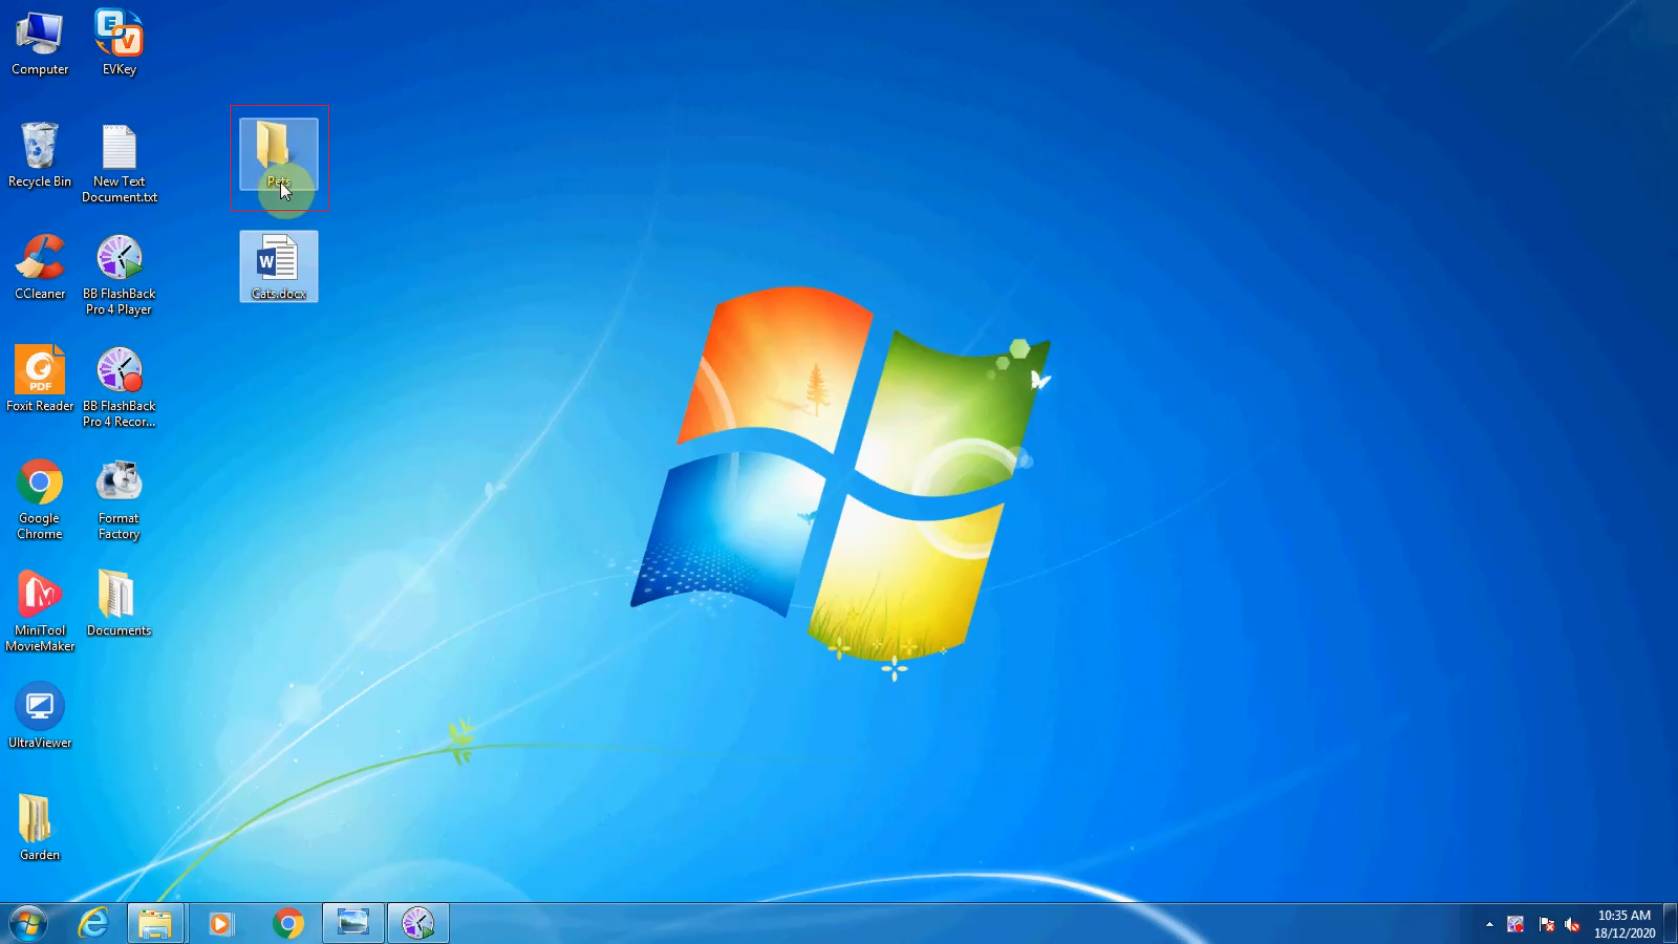 Computer
EVKey
Recycle Bin
New Text
Document.txt
Pets
CCleaner
BB FlashBack
Pro 4 Player
W
Cats.docx
PDF
Foxit Reader
BB FlashBack
Pro 4 Recor...
Google
Chrome
Format
Factory
MiniTool
MovieMaker
Documents
UltraViewer
Garden
10:35 AM
18/12/2020